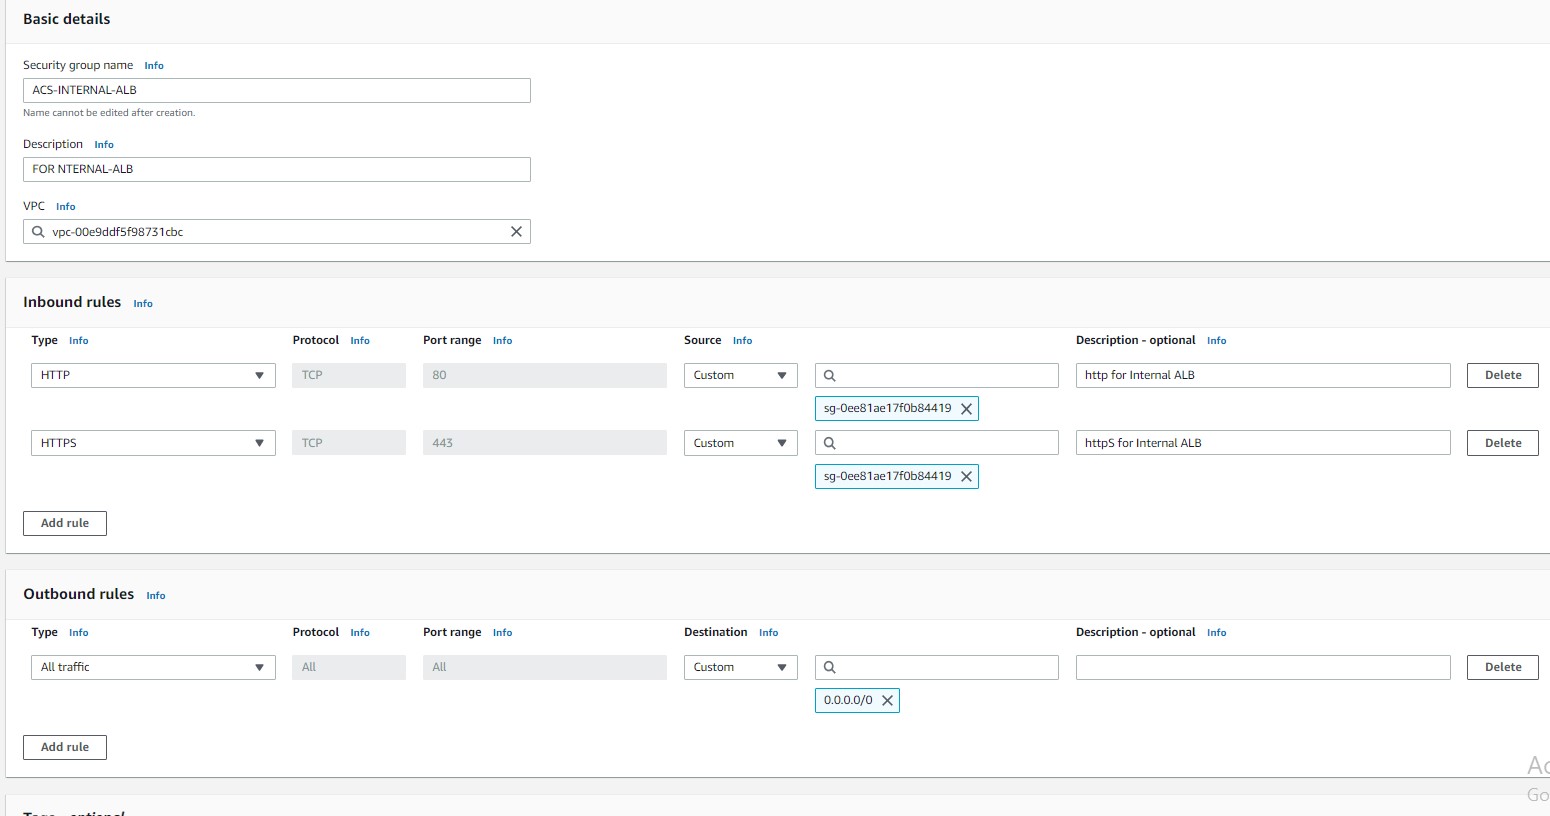 Basic details
Security group name Info
ACS-INTERNAL-ALB
Name cannot be edited after creation.
Description Info
FOR NTERNAL-ALB
VPC Info
vpc-00e9ddf5f98731cbc
Inbound rules Info
Type Info Protocol Info Port range Info Source Info Description - optional Info
HTTP TCP 80 Custom http for Internal ALB Delete
sg-0ee81ae17f0b84419
HTTPS TCP 443 Custom httpS for Internal ALB Delete
sg-0ee81ae17f0b84419
Add rule
Outbound rules Info
Type Info Protocol Info Port range Info Destination Info Description - optional Info
All traffic All All Custom Delete
0.0.0.0/0
Add rule
Ac
Go
Tags - optional